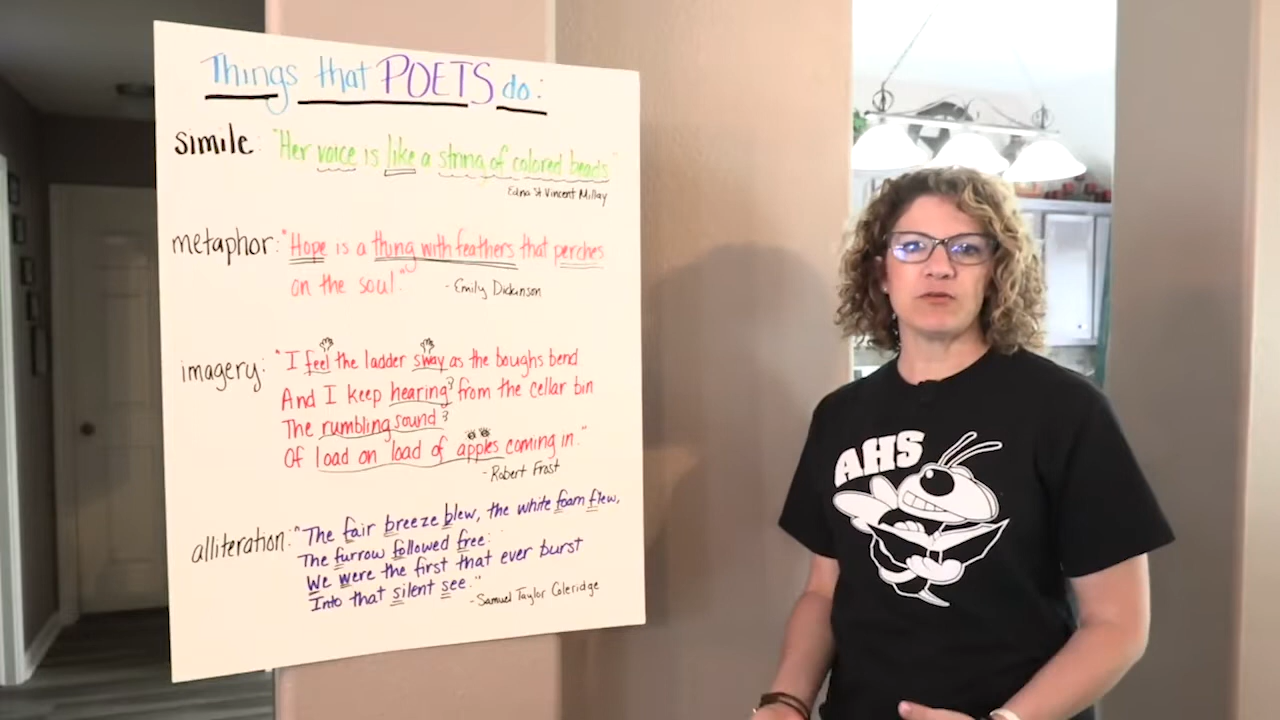 Things that POETS do:
simile: "Her voice is like a string of colored beads"
Edna St Vincent Millay
metaphor: "Hope is a thing with feathers that perches
on the soul."
- Emily Dickinson
imagery: "I feel the ladder sway as the boughs bend
And I keep hearing from the cellar bin
The rumbling sound
Of load on load of apples coming in."
- Robert Frost
alliteration: "The fair breeze blew, the white foam flew,
The furrow followed free:
We were the first that ever burst
Into that silent see."
- Samuel Taylor Coleridge
AHS